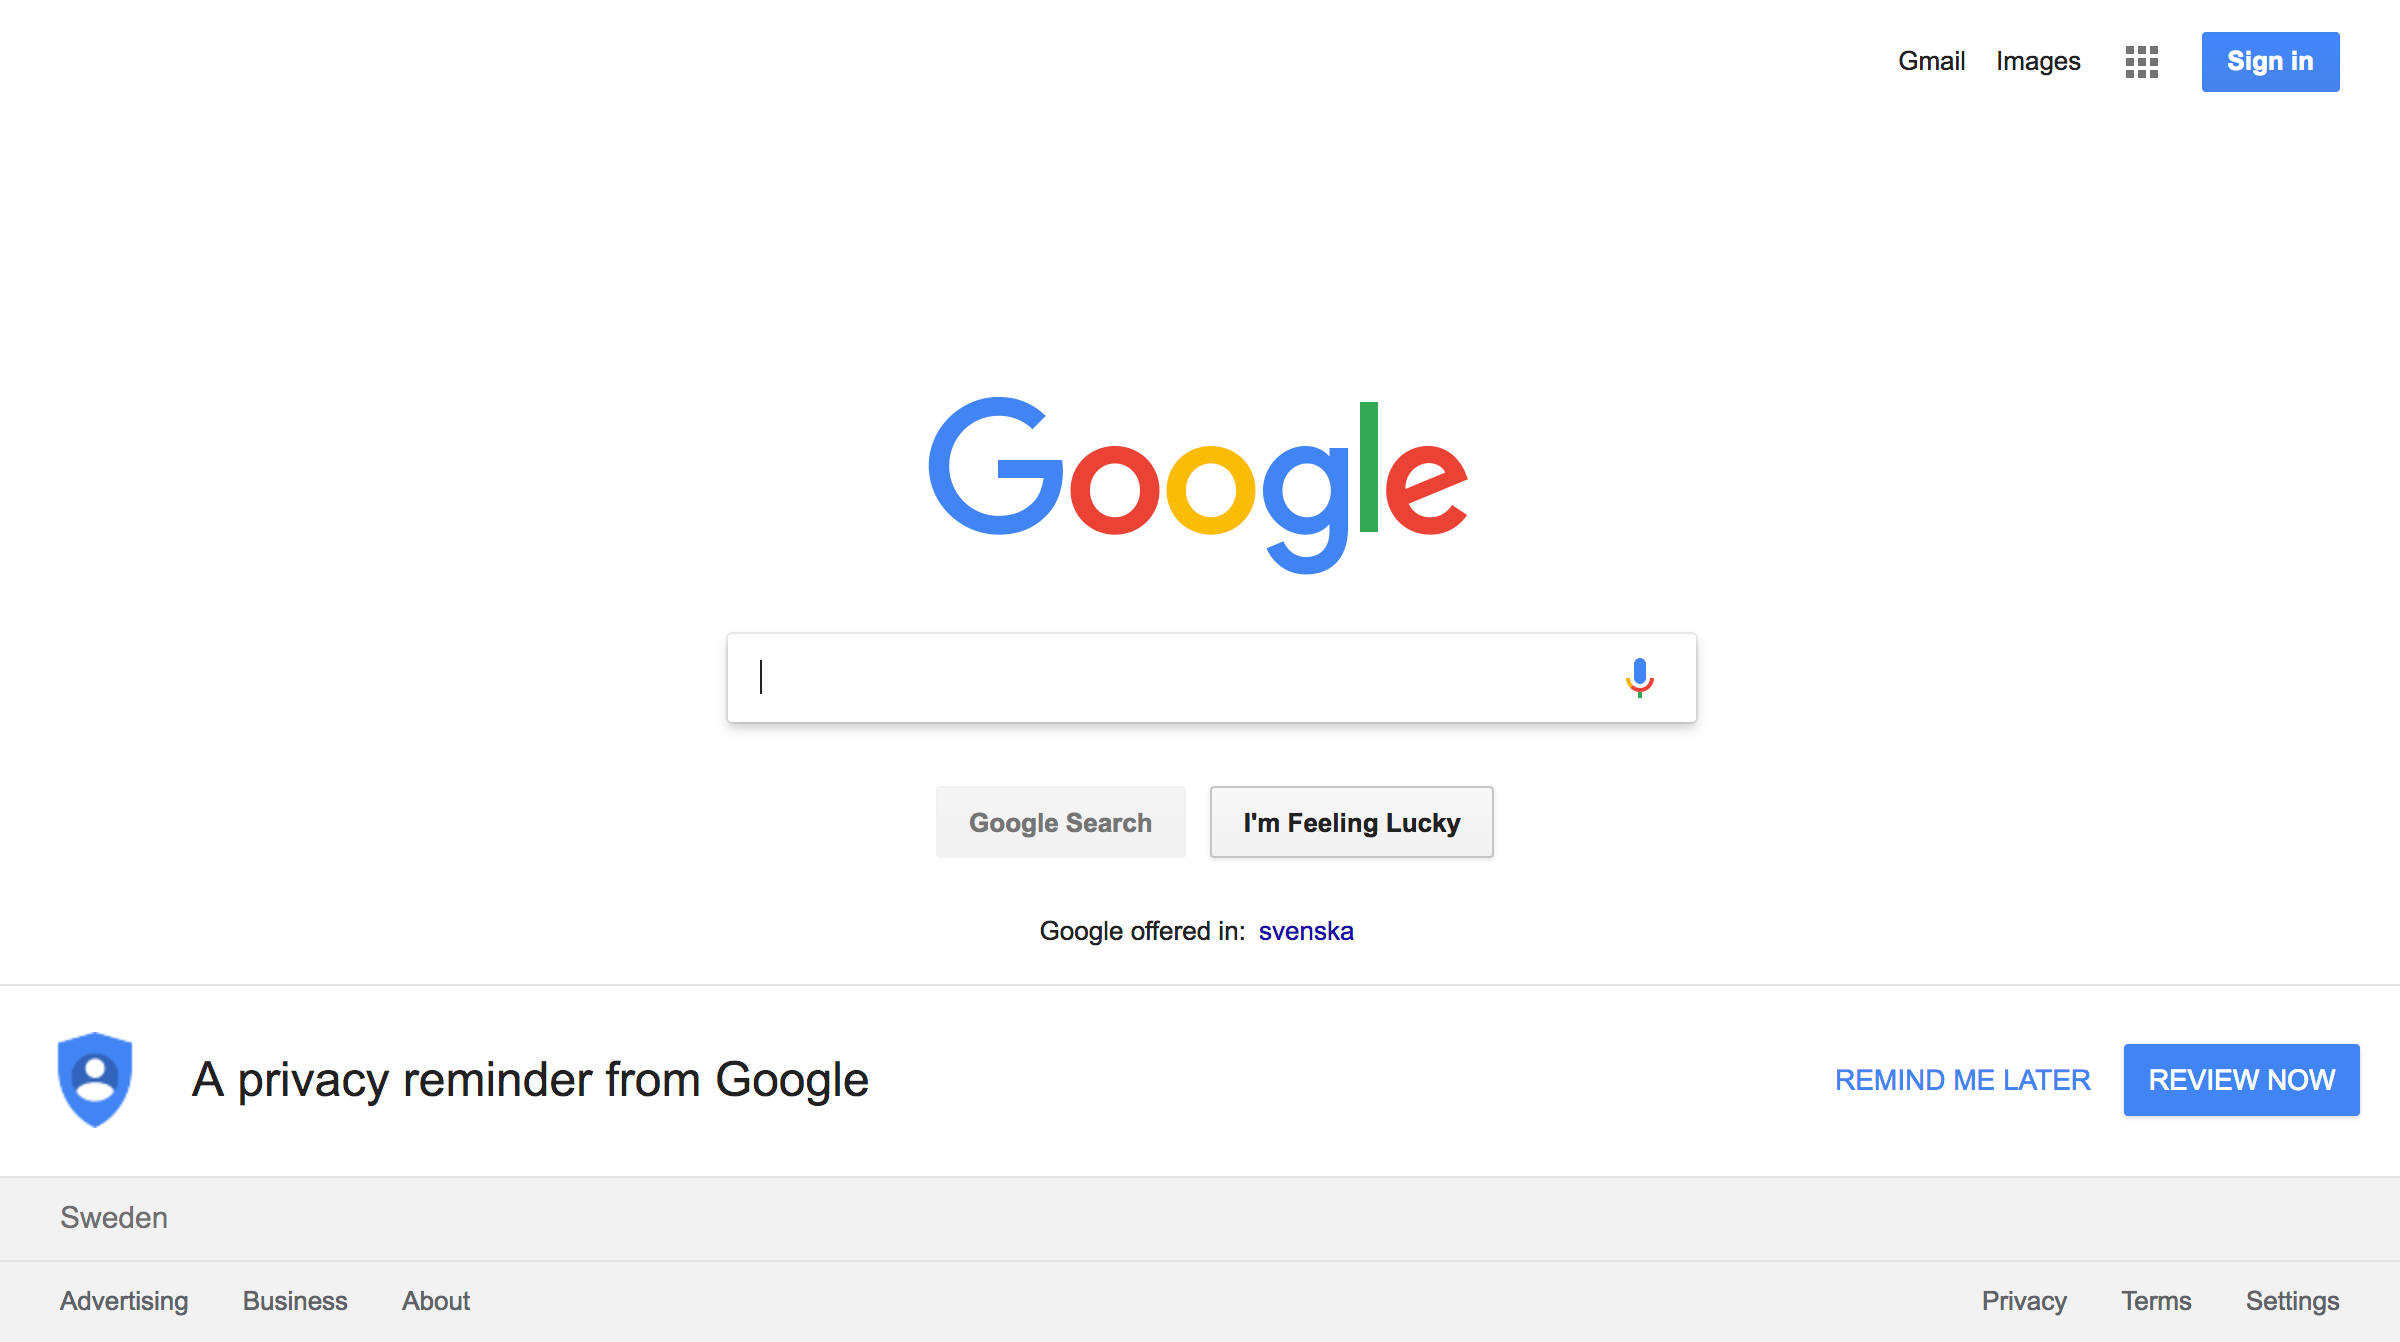 Gmail Images Sign in
Google
Google Search I'm Feeling Lucky
Google offered in: svenska
A privacy reminder from Google REMIND ME LATER REVIEW NOW
Sweden
Advertising Business About Privacy Terms Settings